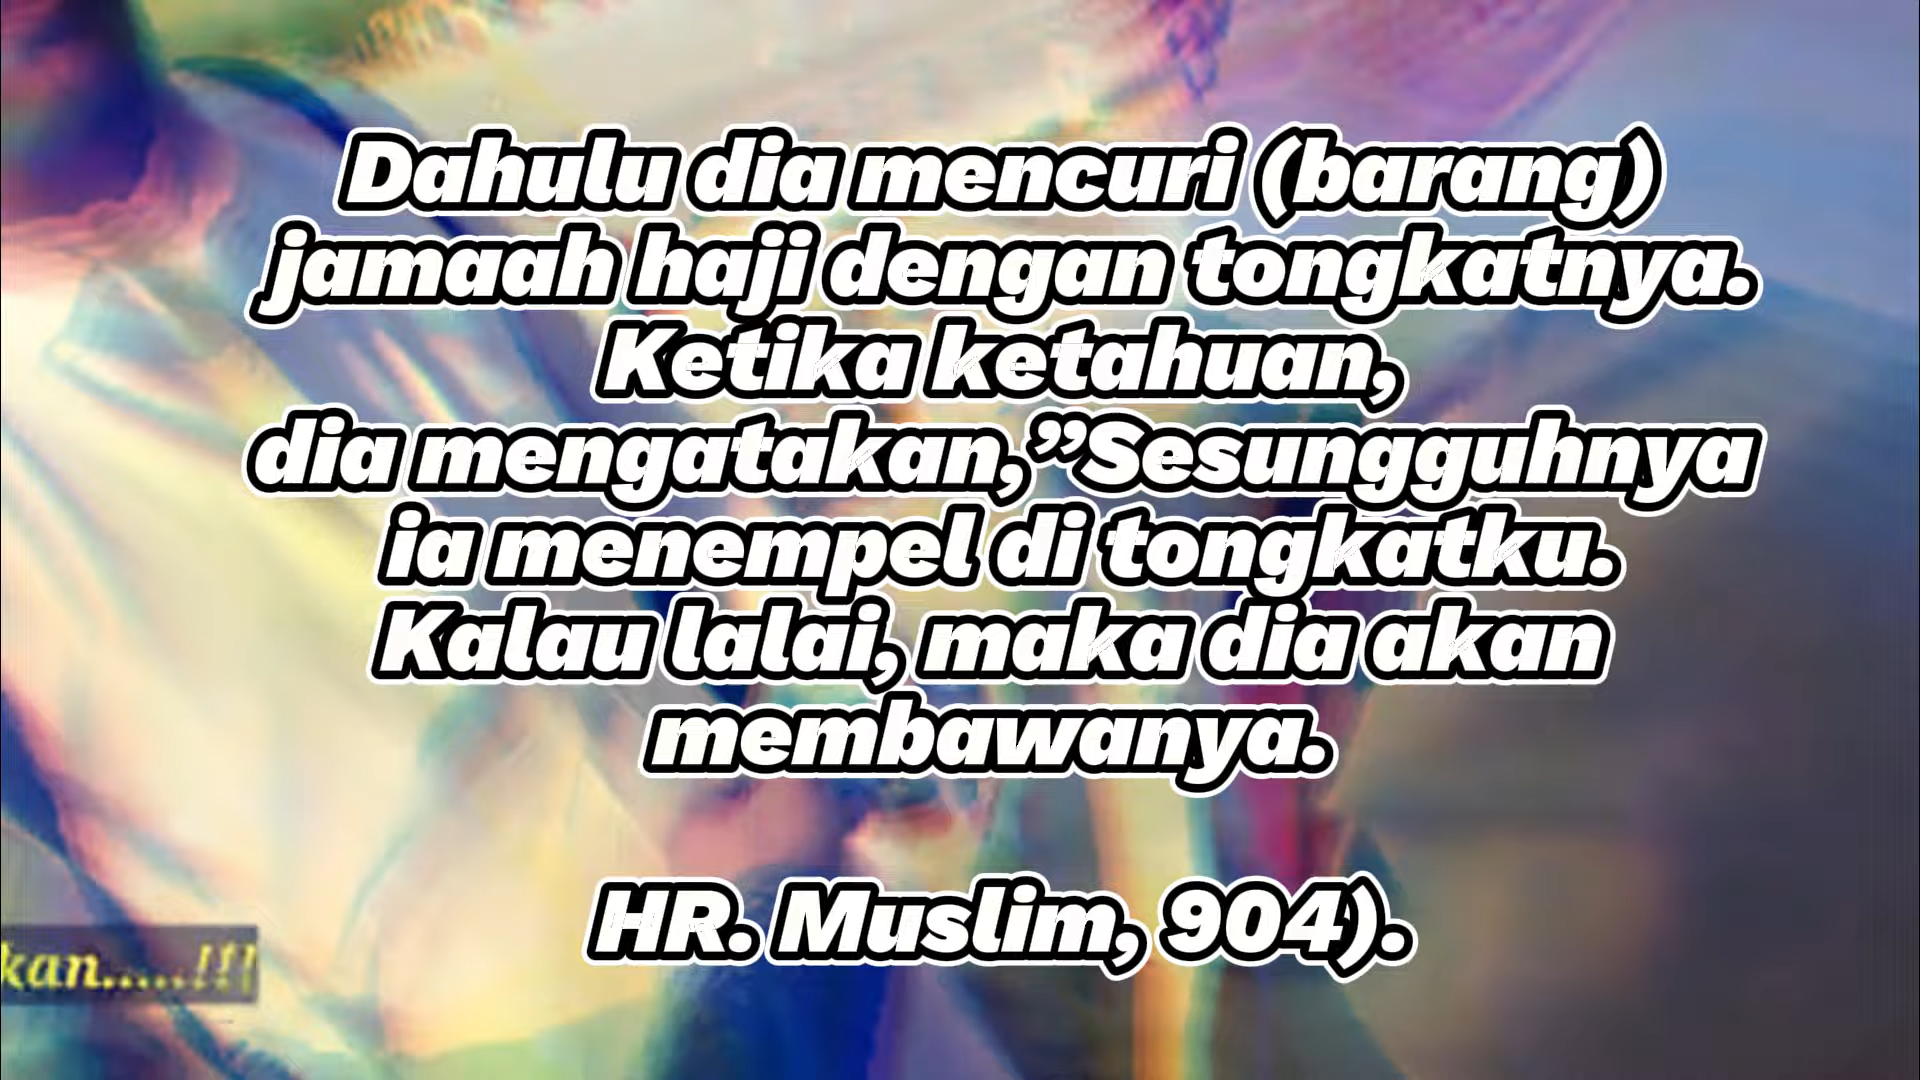 Dahulu dia mencuri (barang)
jamaah haji dengan tongkatnya.
Ketika ketahuan,
dia mengatakan,”Sesungguhnya
ia menempel di tongkatku.
Kalau lalai, maka dia akan
membawanya.
HR. Muslim, 904).
kan.....!!!